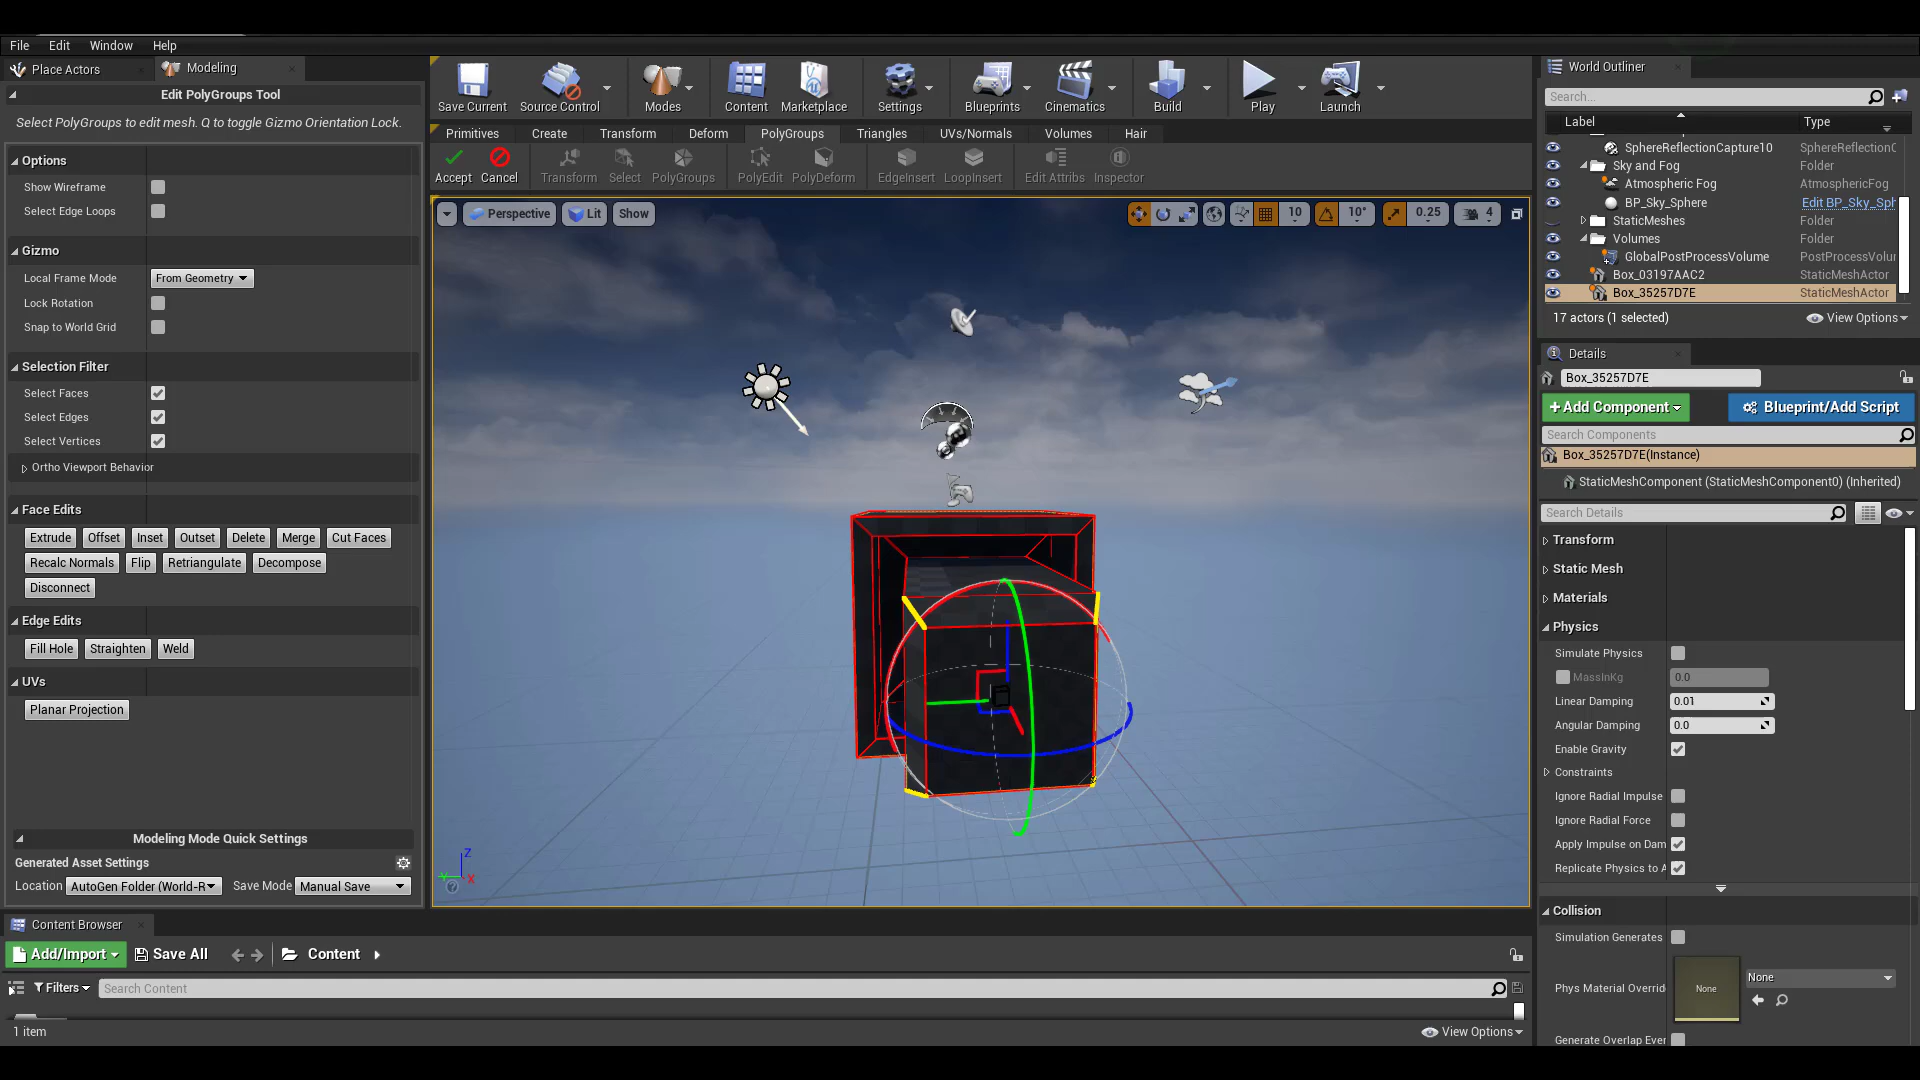 File Edit Window Help
Place Actors Modeling
Edit PolyGroups Tool
Select PolyGroups to edit mesh. Q to toggle Gizmo Orientation Lock.
Options
Show Wireframe
Select Edge Loops
Gizmo
Local Frame Mode From Geometry
Lock Rotation
Snap to World Grid
Selection Filter
Select Faces
Select Edges
Select Vertices
Ortho Viewport Behavior
Face Edits
Extrude Offset Inset Outset Delete Merge Cut Faces
Recalc Normals Flip Retriangulate Decompose
Disconnect
Edge Edits
Fill Hole Straighten Weld
UVs
Planar Projection
Modeling Mode Quick Settings
Generated Asset Settings
Location AutoGen Folder (World-R Save Mode Manual Save
Save Current Source Control Modes Content Marketplace Settings Blueprints Cinematics Build Play Launch
Primitives Create Transform Deform PolyGroups Triangles UVs/Normals Volumes Hair
Accept Cancel Transform Select PolyGroups PolyEdit PolyDeform EdgeInsert LoopInsert Edit Attribs Inspector
Perspective Lit Show 10 10° 0.25 4
Z
Y X
World Outliner
Search...
Label Type
SphereReflectionCapture10 SphereReflectionC
Sky and Fog Folder
Atmospheric Fog AtmosphericFog
BP_Sky_Sphere Edit BP_Sky_Sph
StaticMeshes Folder
Volumes Folder
GlobalPostProcessVolume PostProcessVolu
Box_03197AAC2 StaticMeshActor
Box_35257D7E StaticMeshActor
17 actors (1 selected) View Options
Details
Box_35257D7E
+Add Component Blueprint/Add Script
Search Components
Box_35257D7E(Instance)
StaticMeshComponent (StaticMeshComponent0) (Inherited)
Search Details
Transform
Static Mesh
Materials
Physics
Simulate Physics
MassInKg 0.0
Linear Damping 0.01
Angular Damping 0.0
Enable Gravity
Constraints
Ignore Radial Impulse
Ignore Radial Force
Apply Impulse on Dam
Replicate Physics to A
Collision
Simulation Generates
Phys Material Overrid None None
Generate Overlap Ever
Content Browser
Add/Import Save All Content
Filters Search Content
1 item View Options